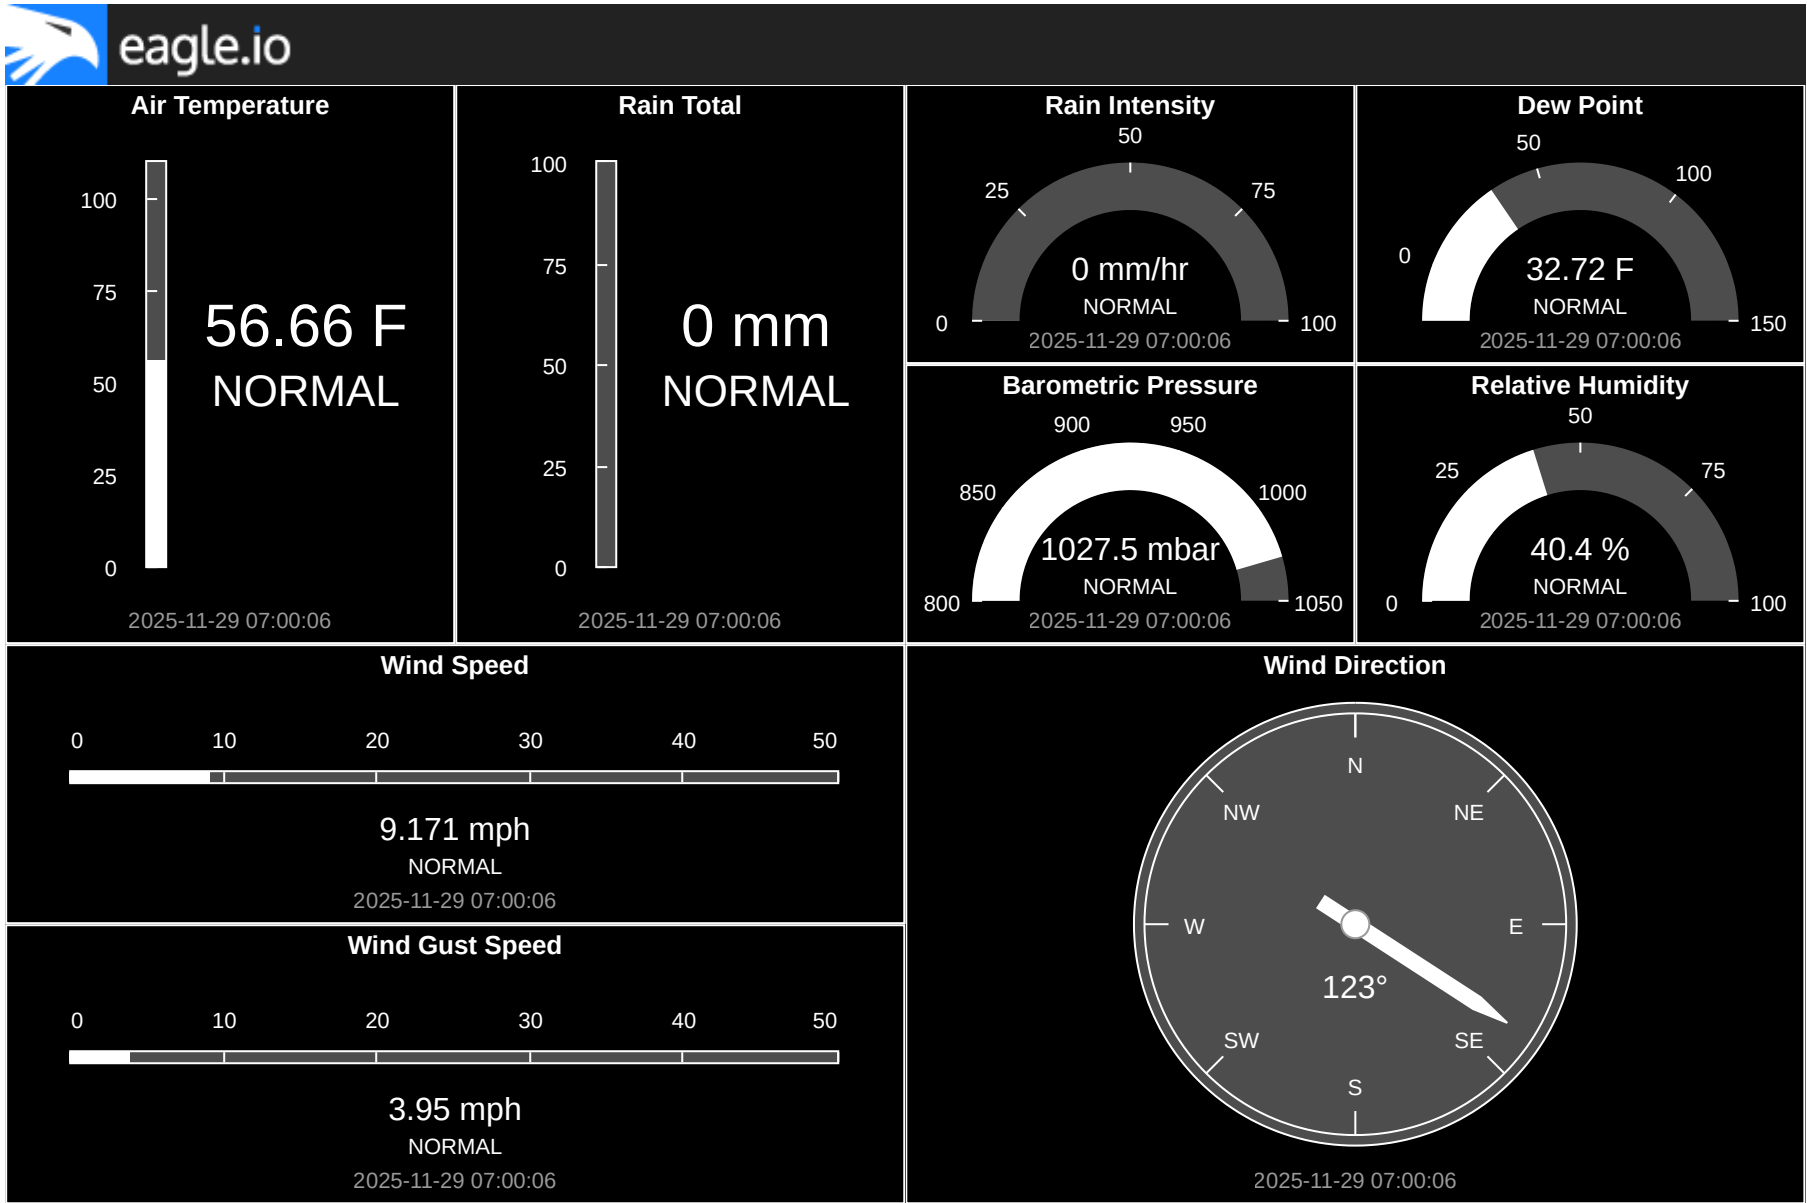 eagle.io
Air Temperature
100
75
50
25
0
56.66 F
NORMAL
2025-11-29 07:00:06
Rain Total
100
75
50
25
0
0 mm
NORMAL
2025-11-29 07:00:06
Rain Intensity
50
25
75
0
100
0 mm/hr
NORMAL
2025-11-29 07:00:06
Dew Point
50
100
0
150
32.72 F
NORMAL
2025-11-29 07:00:06
Barometric Pressure
900
950
850
1000
800
1050
1027.5 mbar
NORMAL
2025-11-29 07:00:06
Relative Humidity
50
25
75
0
100
40.4 %
NORMAL
2025-11-29 07:00:06
Wind Speed
0 10 20 30 40 50
9.171 mph
NORMAL
2025-11-29 07:00:06
Wind Gust Speed
0 10 20 30 40 50
3.95 mph
NORMAL
2025-11-29 07:00:06
Wind Direction
N
NW NE
W E
123°
SW SE
S
2025-11-29 07:00:06